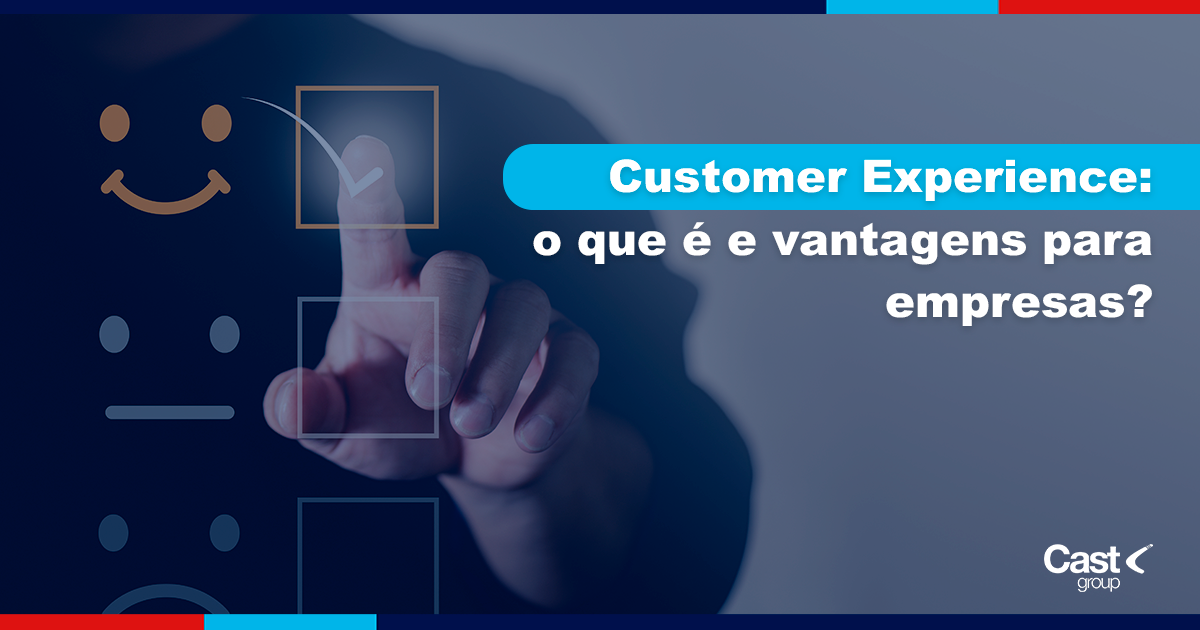 Customer Experience:
o que é e vantagens para
empresas?
Cast
group